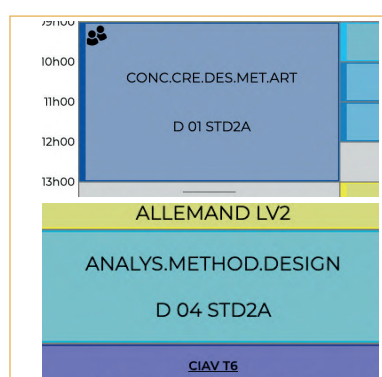 09h00
10h00
CONC.CRE.DES.MET.ART
11h00
D 01 STD2A
12h00
13h00
ALLEMAND LV2
ANALYS.METHOD.DESIGN
D 04 STD2A
CIAV T6